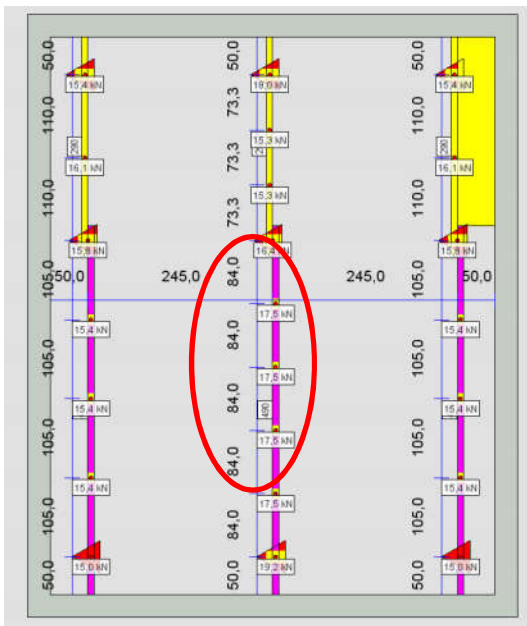 50,0 50,0 50,0
15,4 kN 19,0 kN 15,4 kN
110,0 73,3 110,0
290 15,3 kN 290
16,1 kN 73,3 16,1 kN
15,3 kN
110,0 73,3 110,0
15,8 kN 16,4 kN 15,8 kN
105,0 84,0 105,0
50,0 245,0 245,0 50,0
17,5 kN
15,4 kN 84,0 15,4 kN
105,0 17,5 kN 105,0
84,0
15,4 kN 490 15,4 kN
17,5 kN
105,0 84,0 105,0
15,4 kN 17,5 kN 15,4 kN
105,0 84,0 105,0
50,0 50,0 50,0
15,0 kN 19,2 kN 15,0 kN